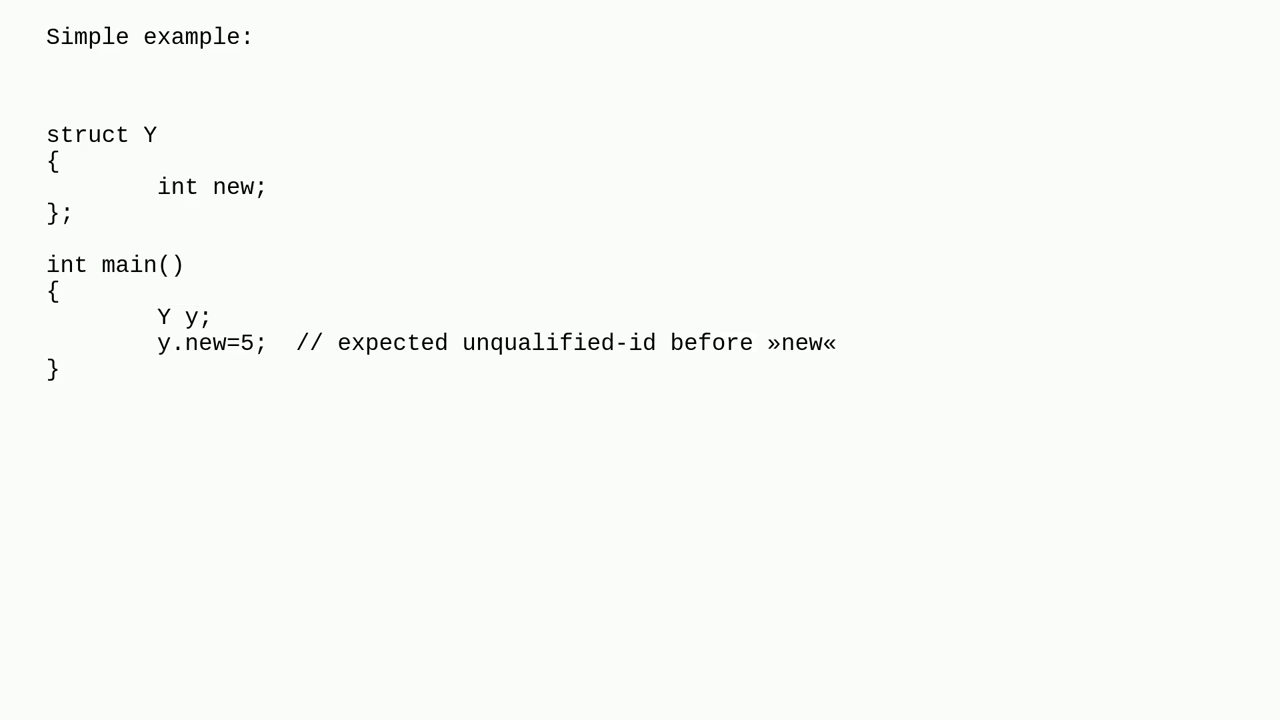 Simple example:
struct Y
{
        int new;
};
int main()
{
        Y y;
        y.new=5;  // expected unqualified-id before »new«
}